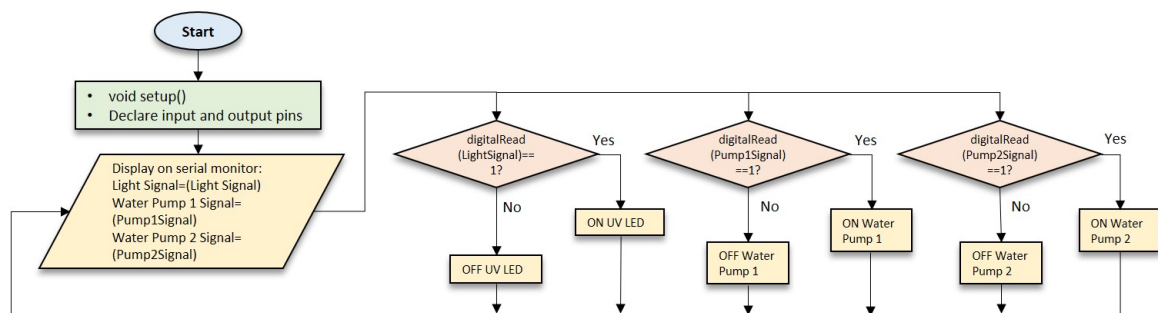 Start
• void setup()
• Declare input and output pins
Display on serial monitor:
Light Signal=(Light Signal)
Water Pump 1 Signal=
(Pump1Signal)
Water Pump 2 Signal=
(Pump2Signal)
digitalRead
(LightSignal)==
1?
Yes
No
ON UV LED
OFF UV LED
digitalRead
(Pump1Signal)
==1?
Yes
No
ON Water
Pump 1
OFF Water
Pump 1
digitalRead
(Pump2Signal)
==1?
Yes
No
ON Water
Pump 2
OFF Water
Pump 2